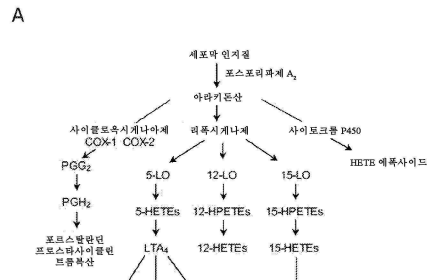 A
세포막 인지질
포스포리파제 A₂
아라키돈산
사이클로옥시게나아제
COX-1 COX-2
리폭시게나제
사이토크롬 P450
HETE 에폭사이드
PGG₂
5-LO
12-LO
15-LO
PGH₂
5-HETEs
12-HPETEs
15-HPETEs
포르스탈란딘
프로스타사이클린
트롬복산
LTA₄
12-HETEs
15-HETEs